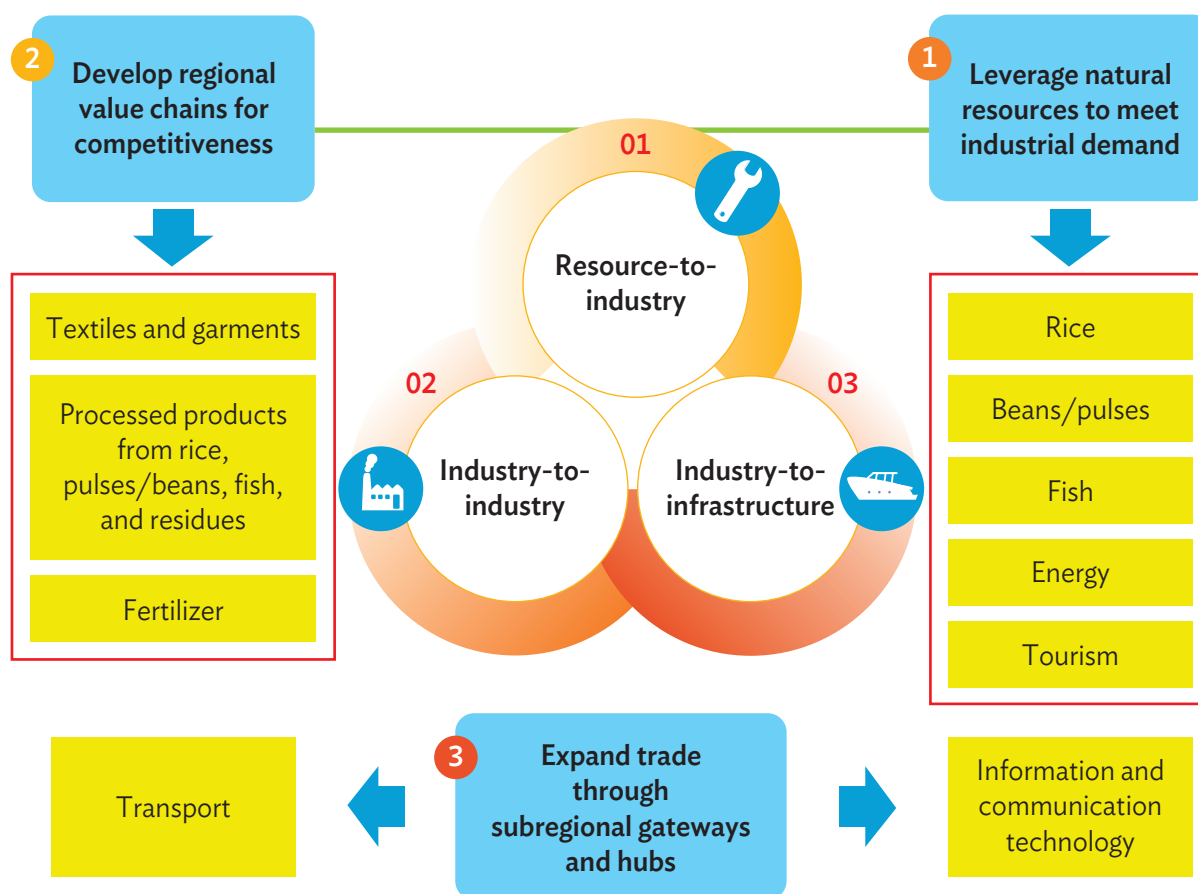 2
Develop regional
value chains for
competitiveness
1
Leverage natural
resources to meet
industrial demand
01
Resource-to-
industry
02
Industry-to-
industry
03
Industry-to-
infrastructure
Textiles and garments
Processed products
from rice,
pulses/beans, fish,
and residues
Fertilizer
Rice
Beans/pulses
Fish
Energy
Tourism
Transport
3
Expand trade
through
subregional gateways
and hubs
Information and
communication
technology